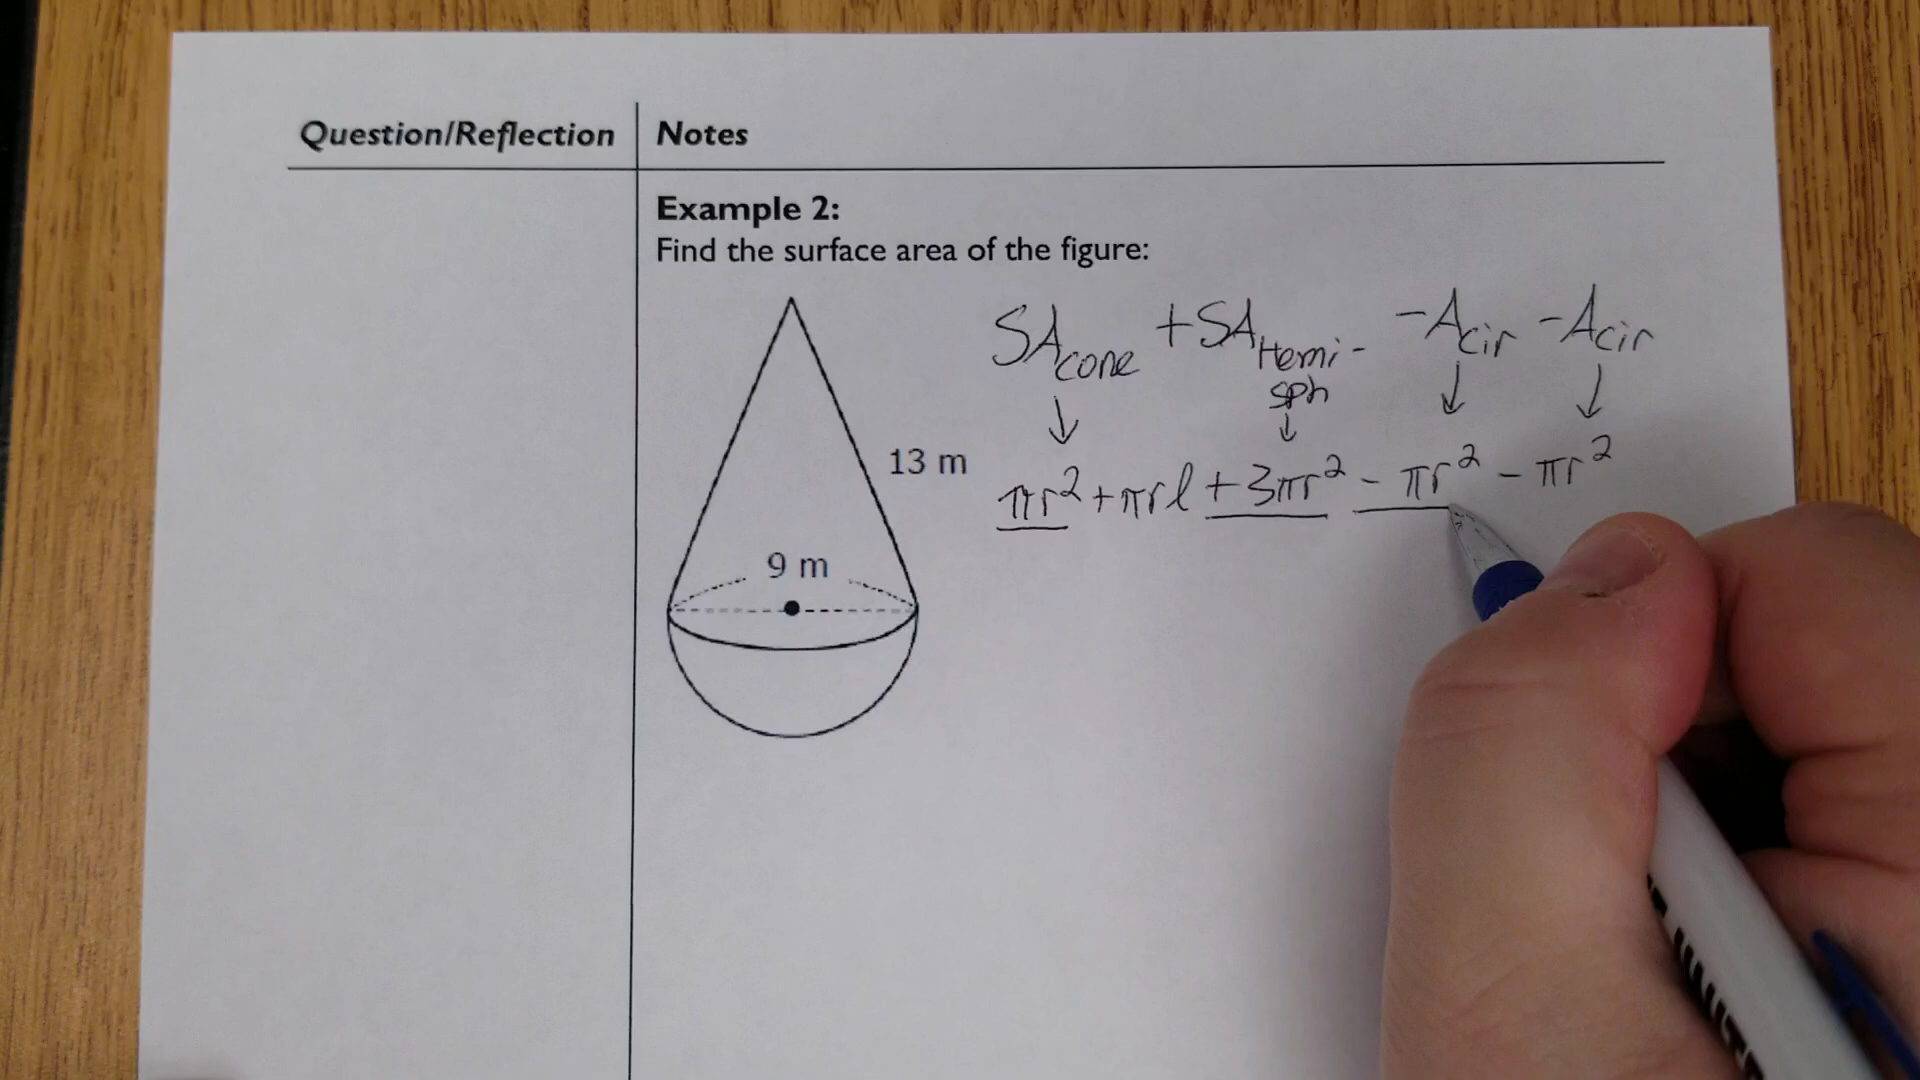 Question/Reflection Notes
Example 2:
Find the surface area of the figure:
SAcone + SAHemi- - Acir - Acir
sph
13 m
πr² + πrl + 3πr² - πr² - πr²
9 m